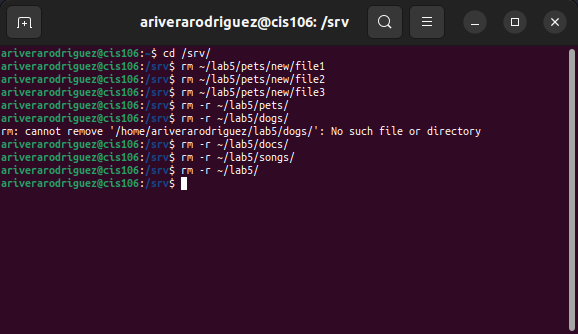 ariverarodriguez@cis106: /srv
ariverarodriguez@cis106:~$ cd /srv/
ariverarodriguez@cis106:/srv$ rm ~/lab5/pets/new/file1
ariverarodriguez@cis106:/srv$ rm ~/lab5/pets/new/file2
ariverarodriguez@cis106:/srv$ rm ~/lab5/pets/new/file3
ariverarodriguez@cis106:/srv$ rm -r ~/lab5/pets/
ariverarodriguez@cis106:/srv$ rm -r ~/lab5/dogs/
rm: cannot remove '/home/ariverarodriguez/lab5/dogs/': No such file or directory
ariverarodriguez@cis106:/srv$ rm -r ~/lab5/docs/
ariverarodriguez@cis106:/srv$ rm -r ~/lab5/songs/
ariverarodriguez@cis106:/srv$ rm -r ~/lab5/
ariverarodriguez@cis106:/srv$